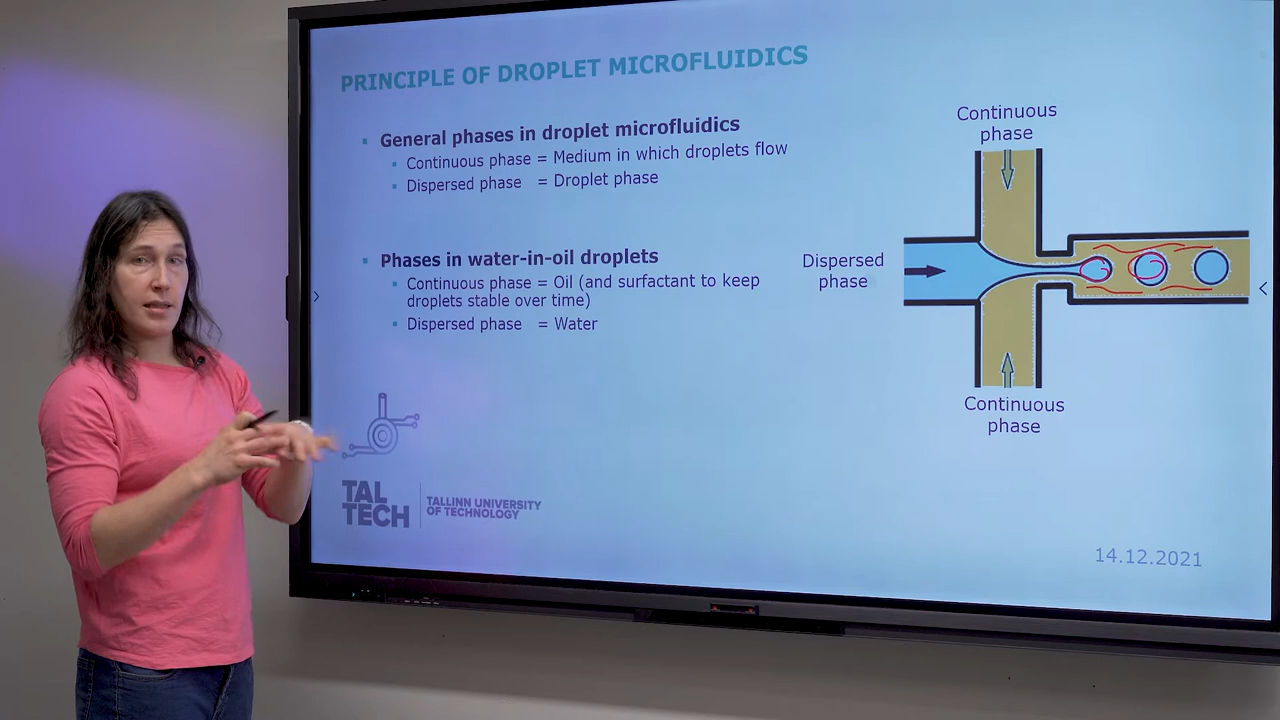 PRINCIPLE OF DROPLET MICROFLUIDICS
General phases in droplet microfluidics
Continuous phase = Medium in which droplets flow
Dispersed phase = Droplet phase
Phases in water-in-oil droplets
Continuous phase = Oil (and surfactant to keep
droplets stable over time)
Dispersed phase = Water
Continuous
phase
Dispersed
phase
Continuous
phase
TAL
TECH
TALLINN UNIVERSITY
OF TECHNOLOGY
14.12.2021